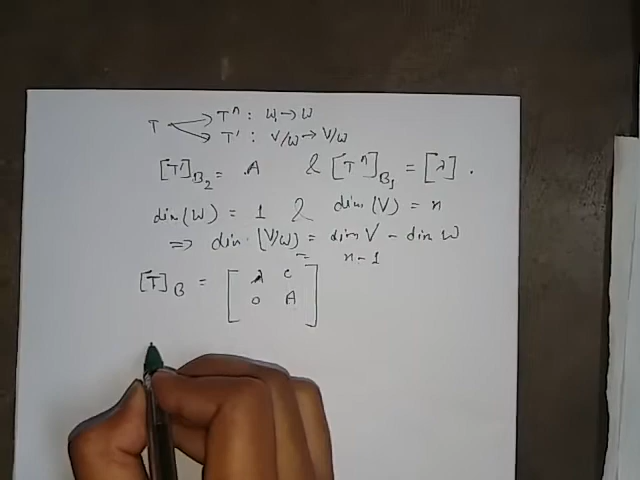 T → T^ : W → W
T' : V/W → V/W
[T]B₂ = A & [T^]B₁ = [λ].
dim(W) = 1 & dim(V) = n
⇒ dim(V/W) = dim V - dim W
= n-1
[T]B = [ λ C
0 A ]